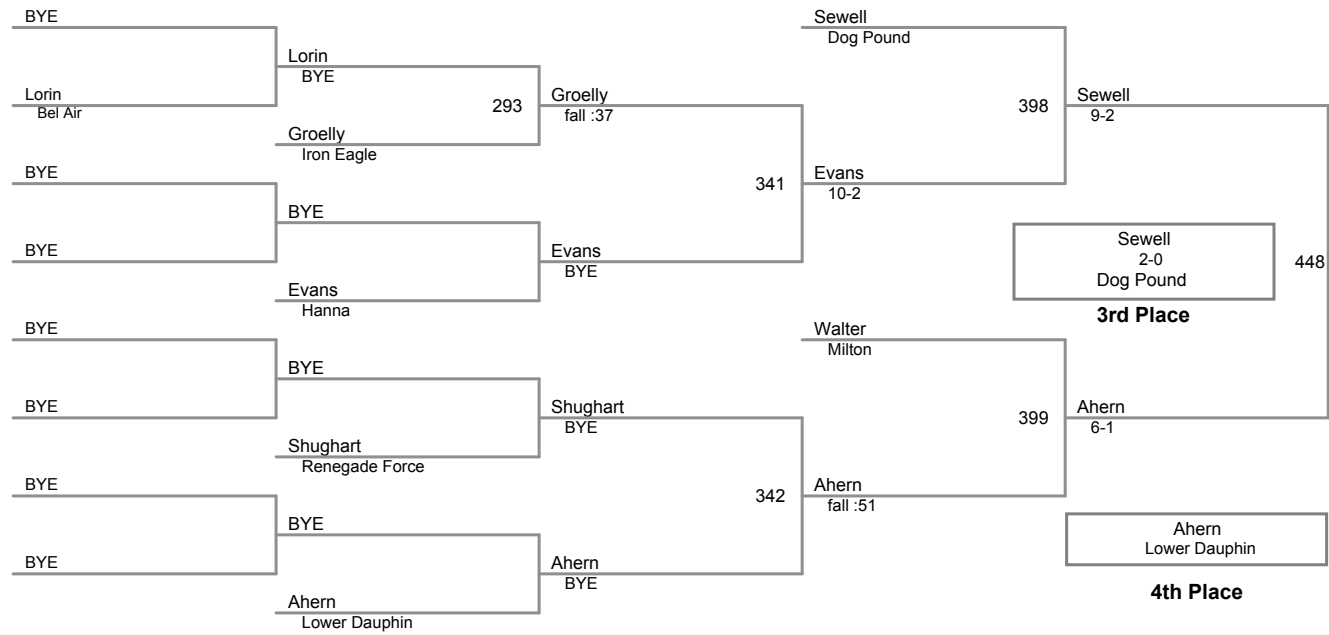 BYE
Lorin
Bel Air
BYE
BYE
BYE
BYE
BYE
BYE
Lorin
BYE
Groelly
Iron Eagle
BYE
Evans
Hanna
BYE
Shughart
Renegade Force
BYE
Ahern
Lower Dauphin
293
Groelly
fall :37
Evans
BYE
Shughart
BYE
Ahern
BYE
341
342
Sewell
Dog Pound
Evans
10-2
Walter
Milton
Ahern
fall :51
398
399
Sewell
9-2
Ahern
6-1
448
Sewell
2-0
Dog Pound
3rd Place
Ahern
Lower Dauphin
4th Place